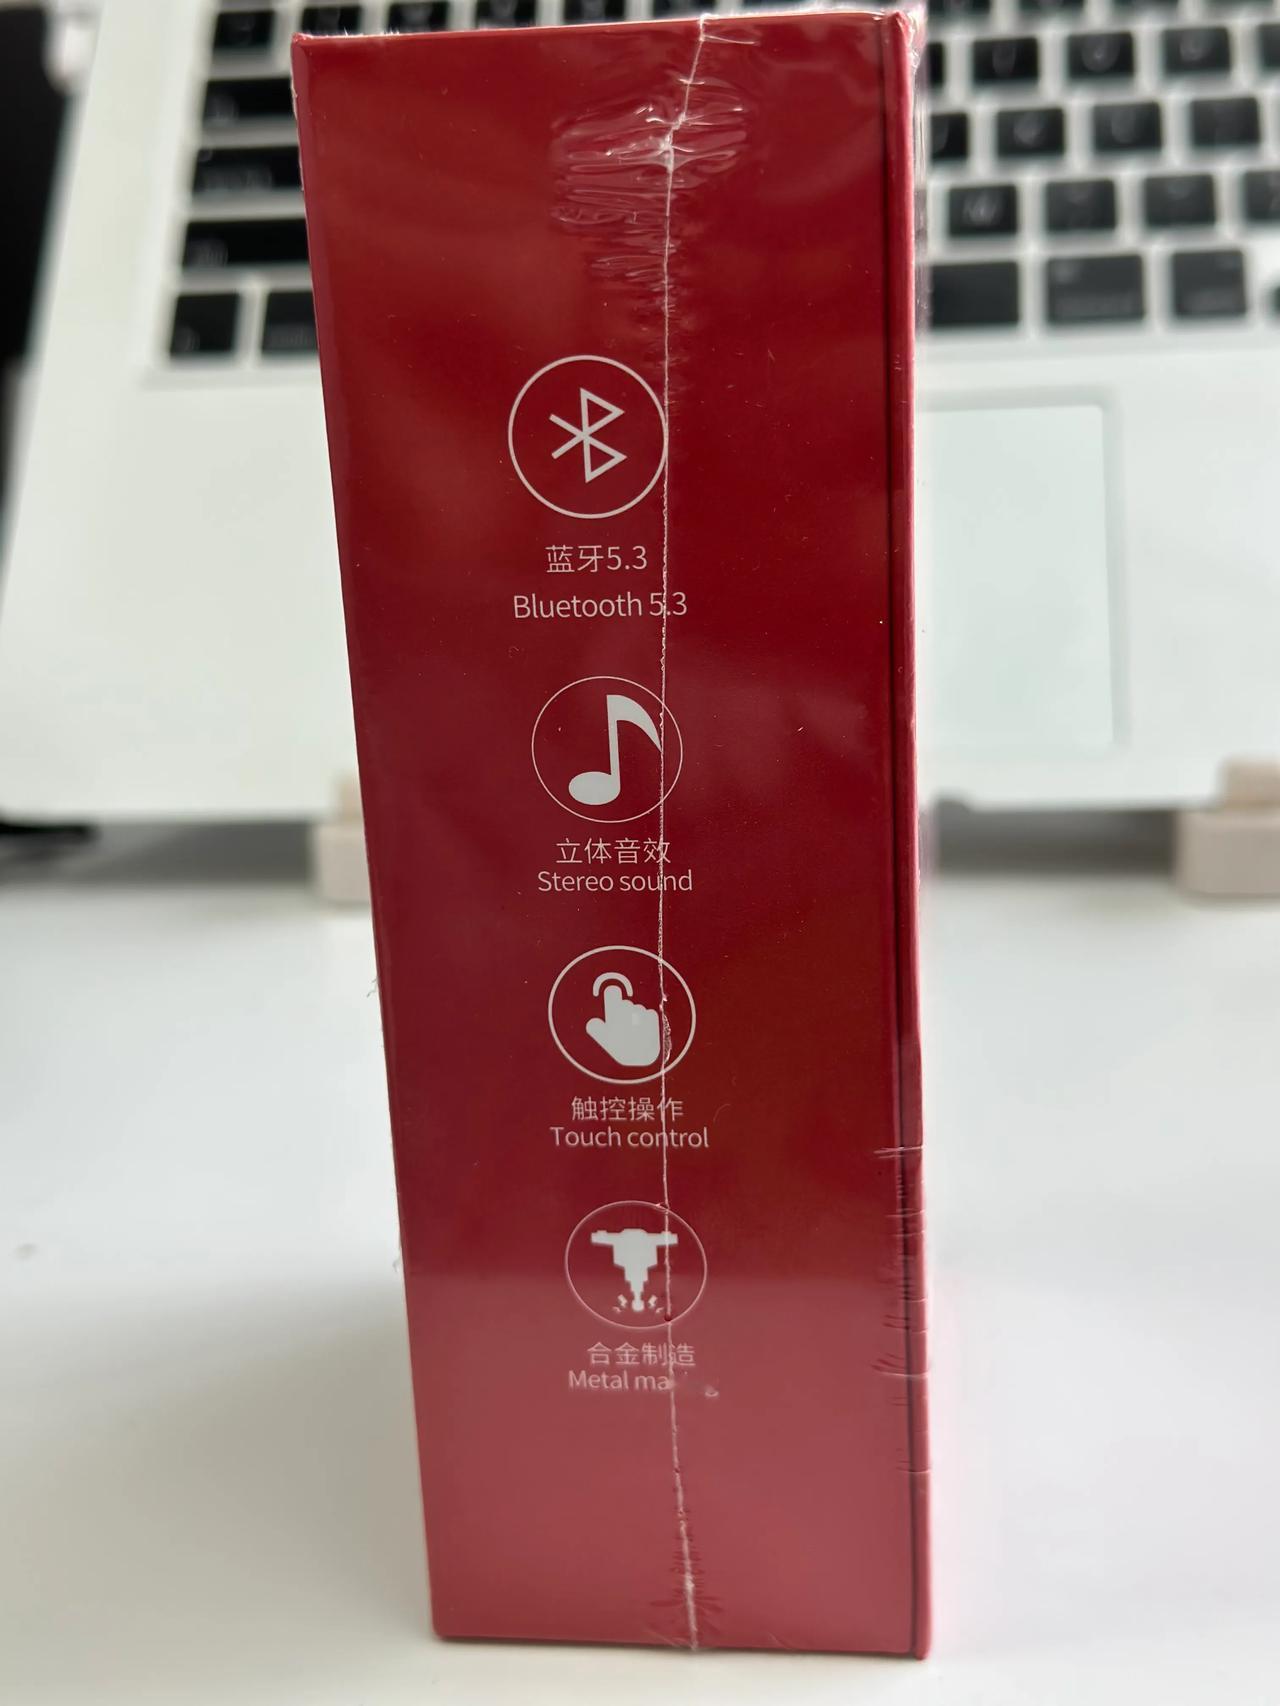 蓝牙5.3
Bluetooth 5.3
立体音效
Stereo sound
触控操作
Touch control
合金制造
Metal